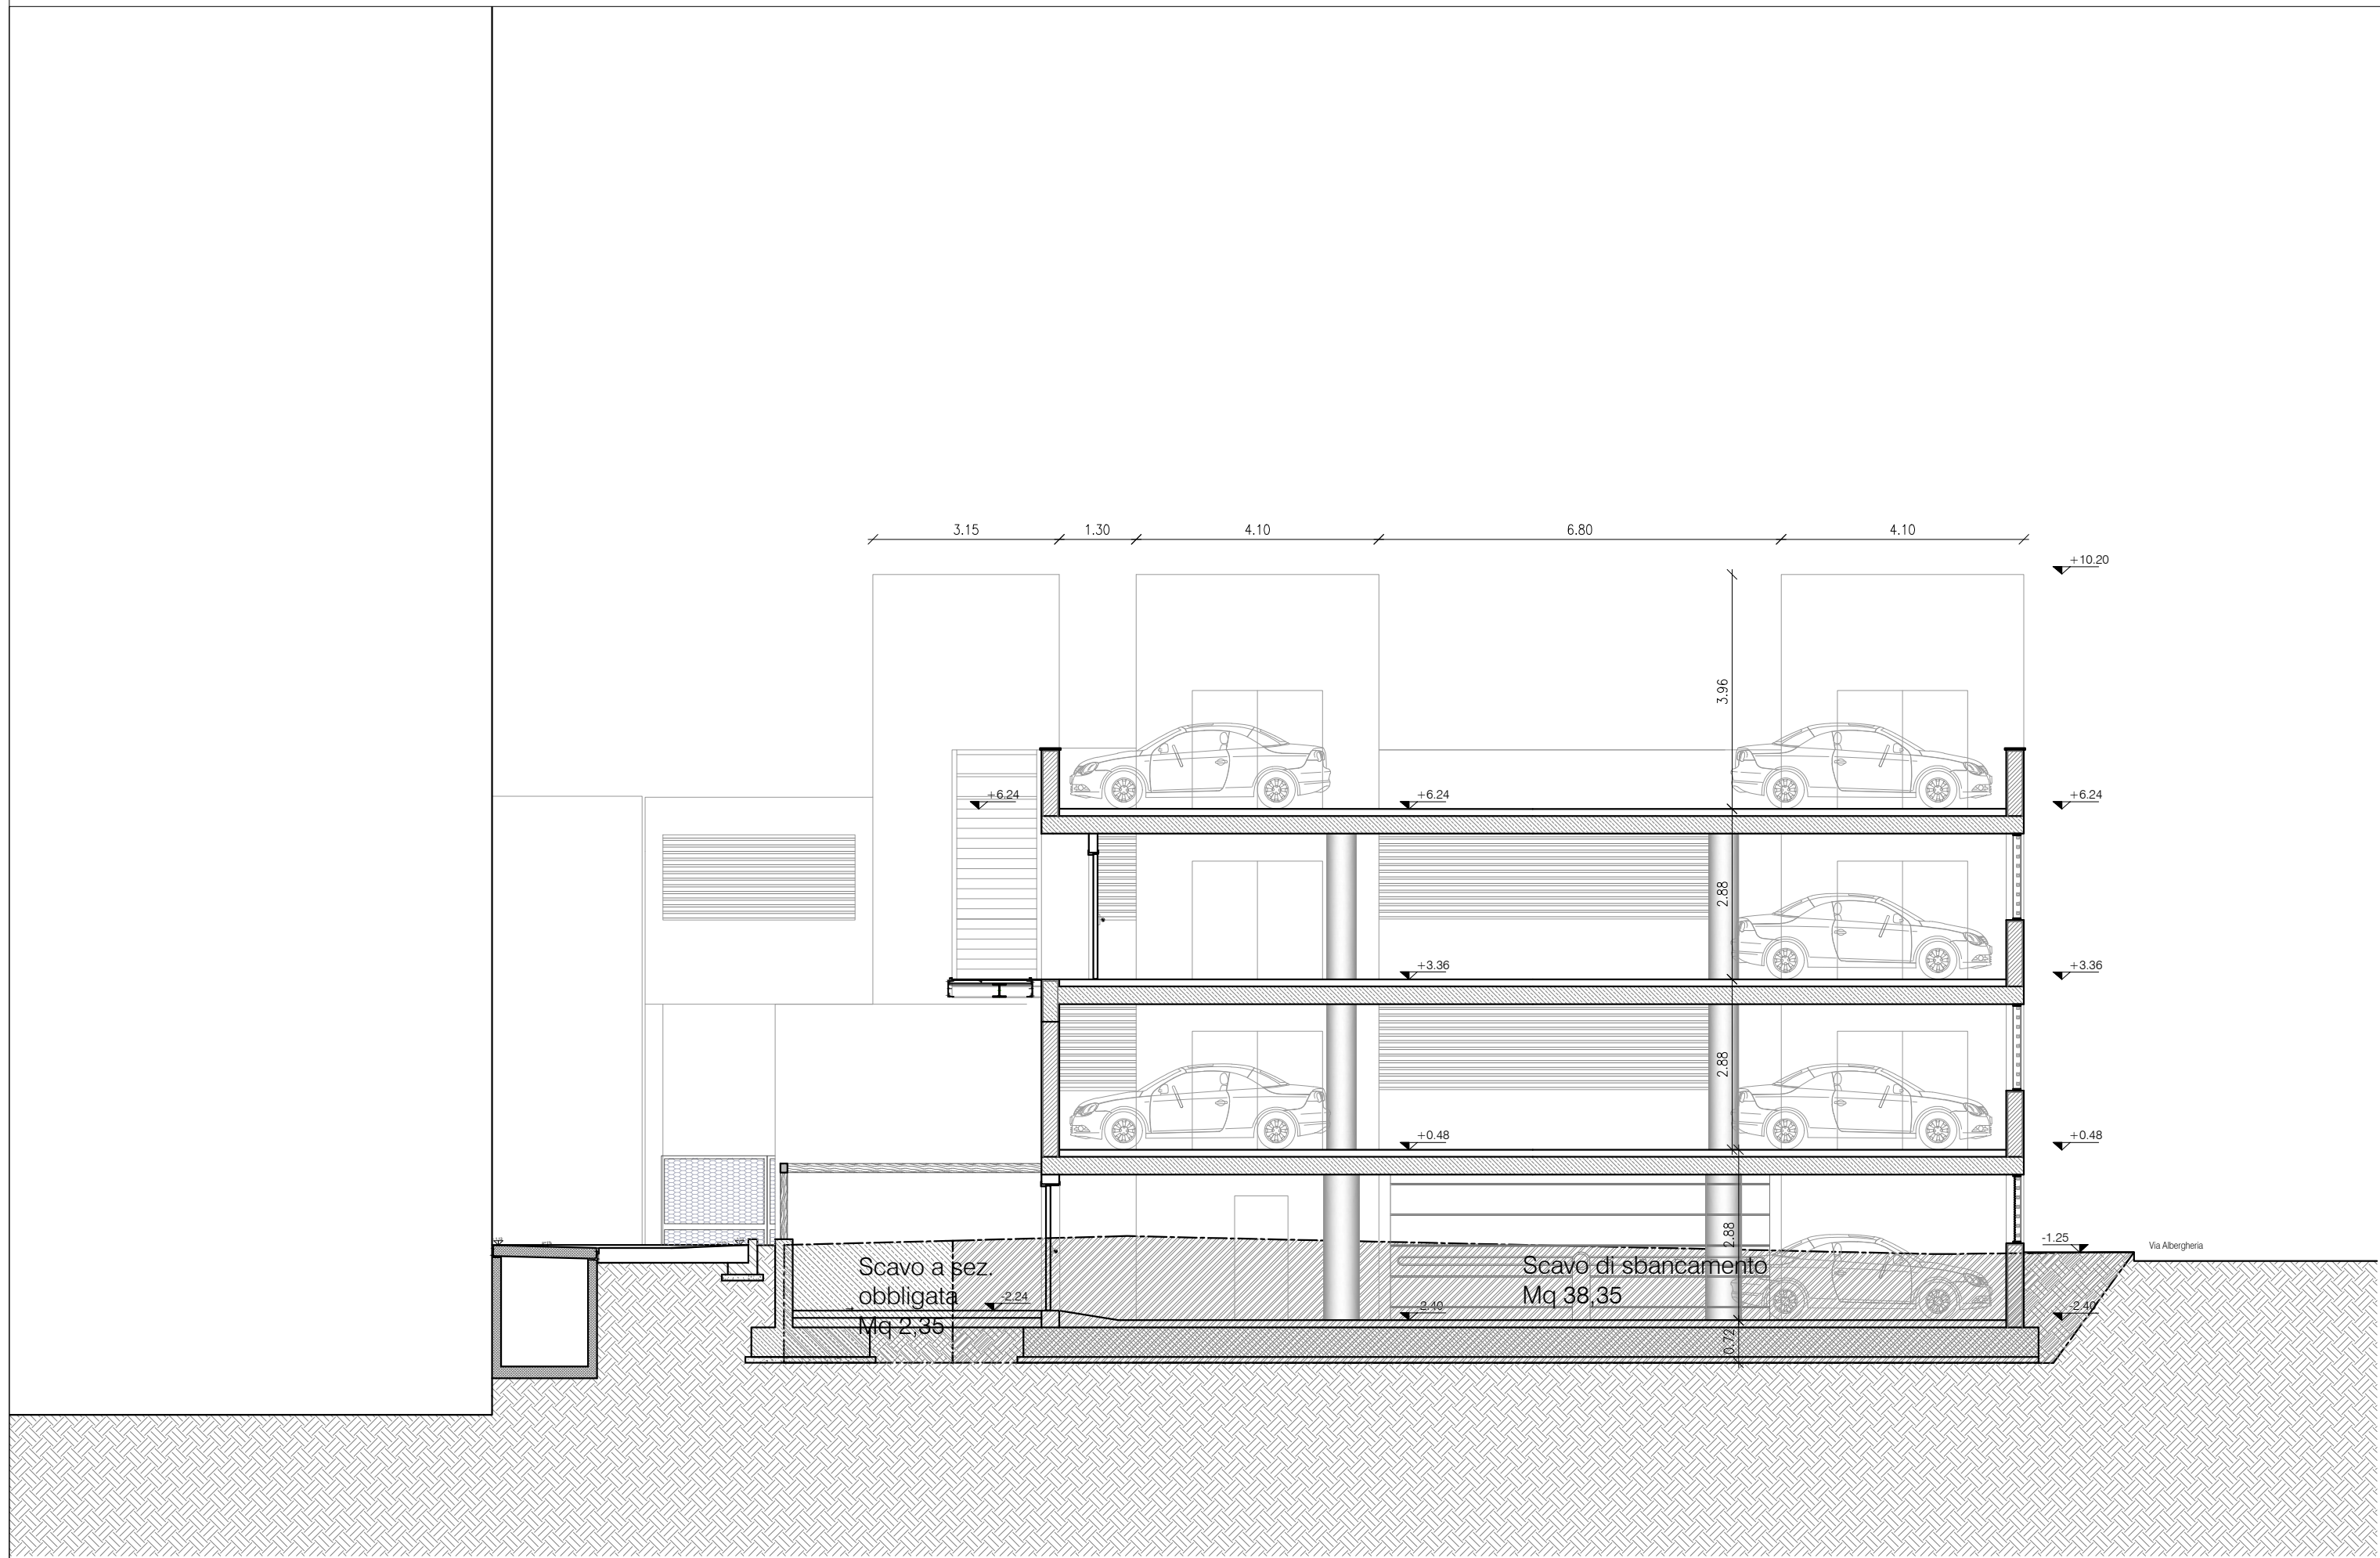 3.15 1.30 4.10 6.80 4.10
+10.20
3.96
+6.24 +6.24 +6.24
2.88
+3.36 +3.36
2.88
+0.48 +0.48
2.88
-1.25 Via Albergheria
Scavo a sez.
obbligata
Mq 2,35
Scavo di sbancamento
Mq 38,35
-2.24
-2.40 -2.40
0.72